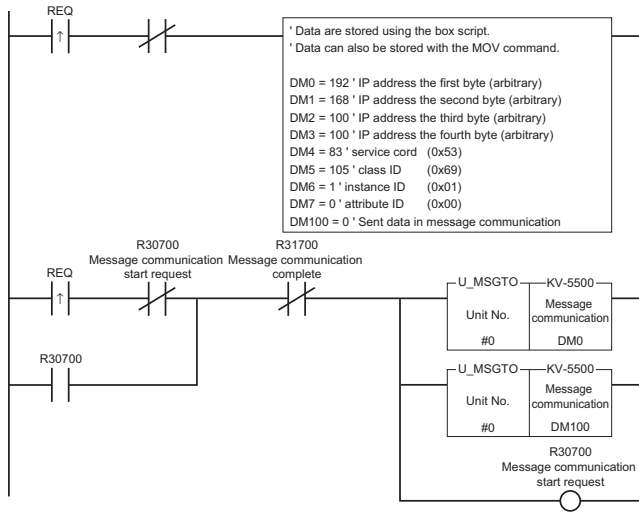 REQ
↑
' Data are stored using the box script.
' Data can also be stored with the MOV command.
DM0 = 192 ' IP address the first byte (arbitrary)
DM1 = 168 ' IP address the second byte (arbitrary)
DM2 = 100 ' IP address the third byte (arbitrary)
DM3 = 100 ' IP address the fourth byte (arbitrary)
DM4 = 83 ' service cord (0x53)
DM5 = 105 ' class ID (0x69)
DM6 = 1 ' instance ID (0x01)
DM7 = 0 ' attribute ID (0x00)
DM100 = 0 ' Sent data in message communication
REQ
↑
R30700
Message communication
start request
R31700
Message communication
complete
R30700
U_MSGTO KV-5500
Unit No.
#0
Message
communication
DM0
U_MSGTO KV-5500
Unit No.
#0
Message
communication
DM100
R30700
Message communication
start request